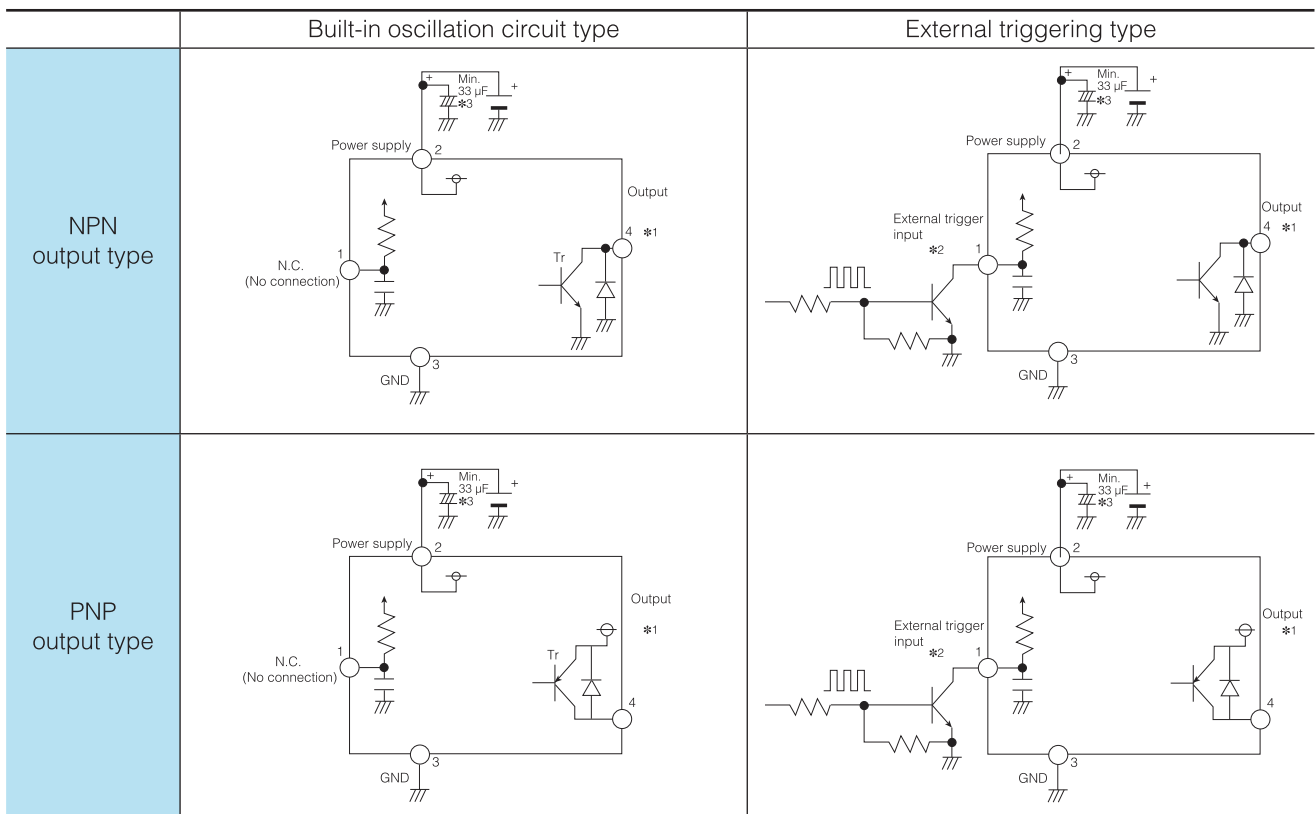 Built-in oscillation circuit type
External triggering type
NPN
output type
+
Min.
33 µF
✽3
+
Power supply
2
Output
4
✽1
Tr
1
N.C.
(No connection)
3
GND
+
Min.
33 µF
✽3
+
Power supply
2
Output
4
✽1
External trigger
input
✽2
1
3
GND
PNP
output type
+
Min.
33 µF
✽3
+
Power supply
2
Output
✽1
Tr
4
1
N.C.
(No connection)
3
GND
+
Min.
33 µF
✽3
+
Power supply
2
Output
✽1
4
External trigger
input
✽2
1
3
GND